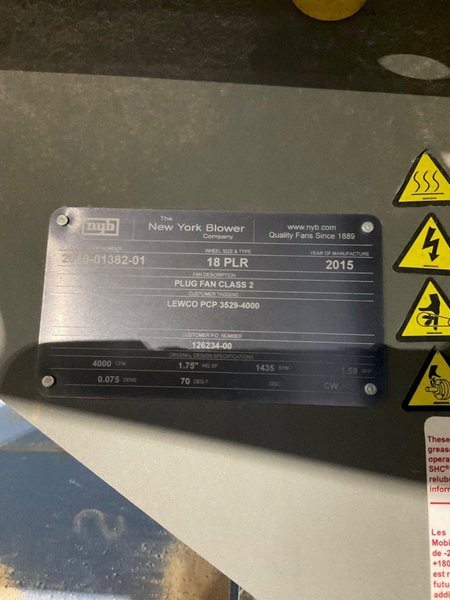 nyb
The
New York Blower
Company
www.nyb.com
Quality Fans Since 1889
WHEEL SIZE & TYPE
YEAR OF MANUFACTURE
18 PLR
2015
FAN DESCRIPTION
PLUG FAN CLASS 2
CUSTOMER TAGGING
LEWCO PCP 3529-4000
CUSTOMER P.O. NUMBER
126234-00
ORIGINAL DESIGN SPECIFICATIONS
4000 CFM 1.75" WG SP 1435 RPM 1.58 BHP
0.075 DENS 70 DEG F DISC CW
These
grease
opera
SHC®
relub
inform
Les
Mobi
de -2
+180
est r
futu
addi